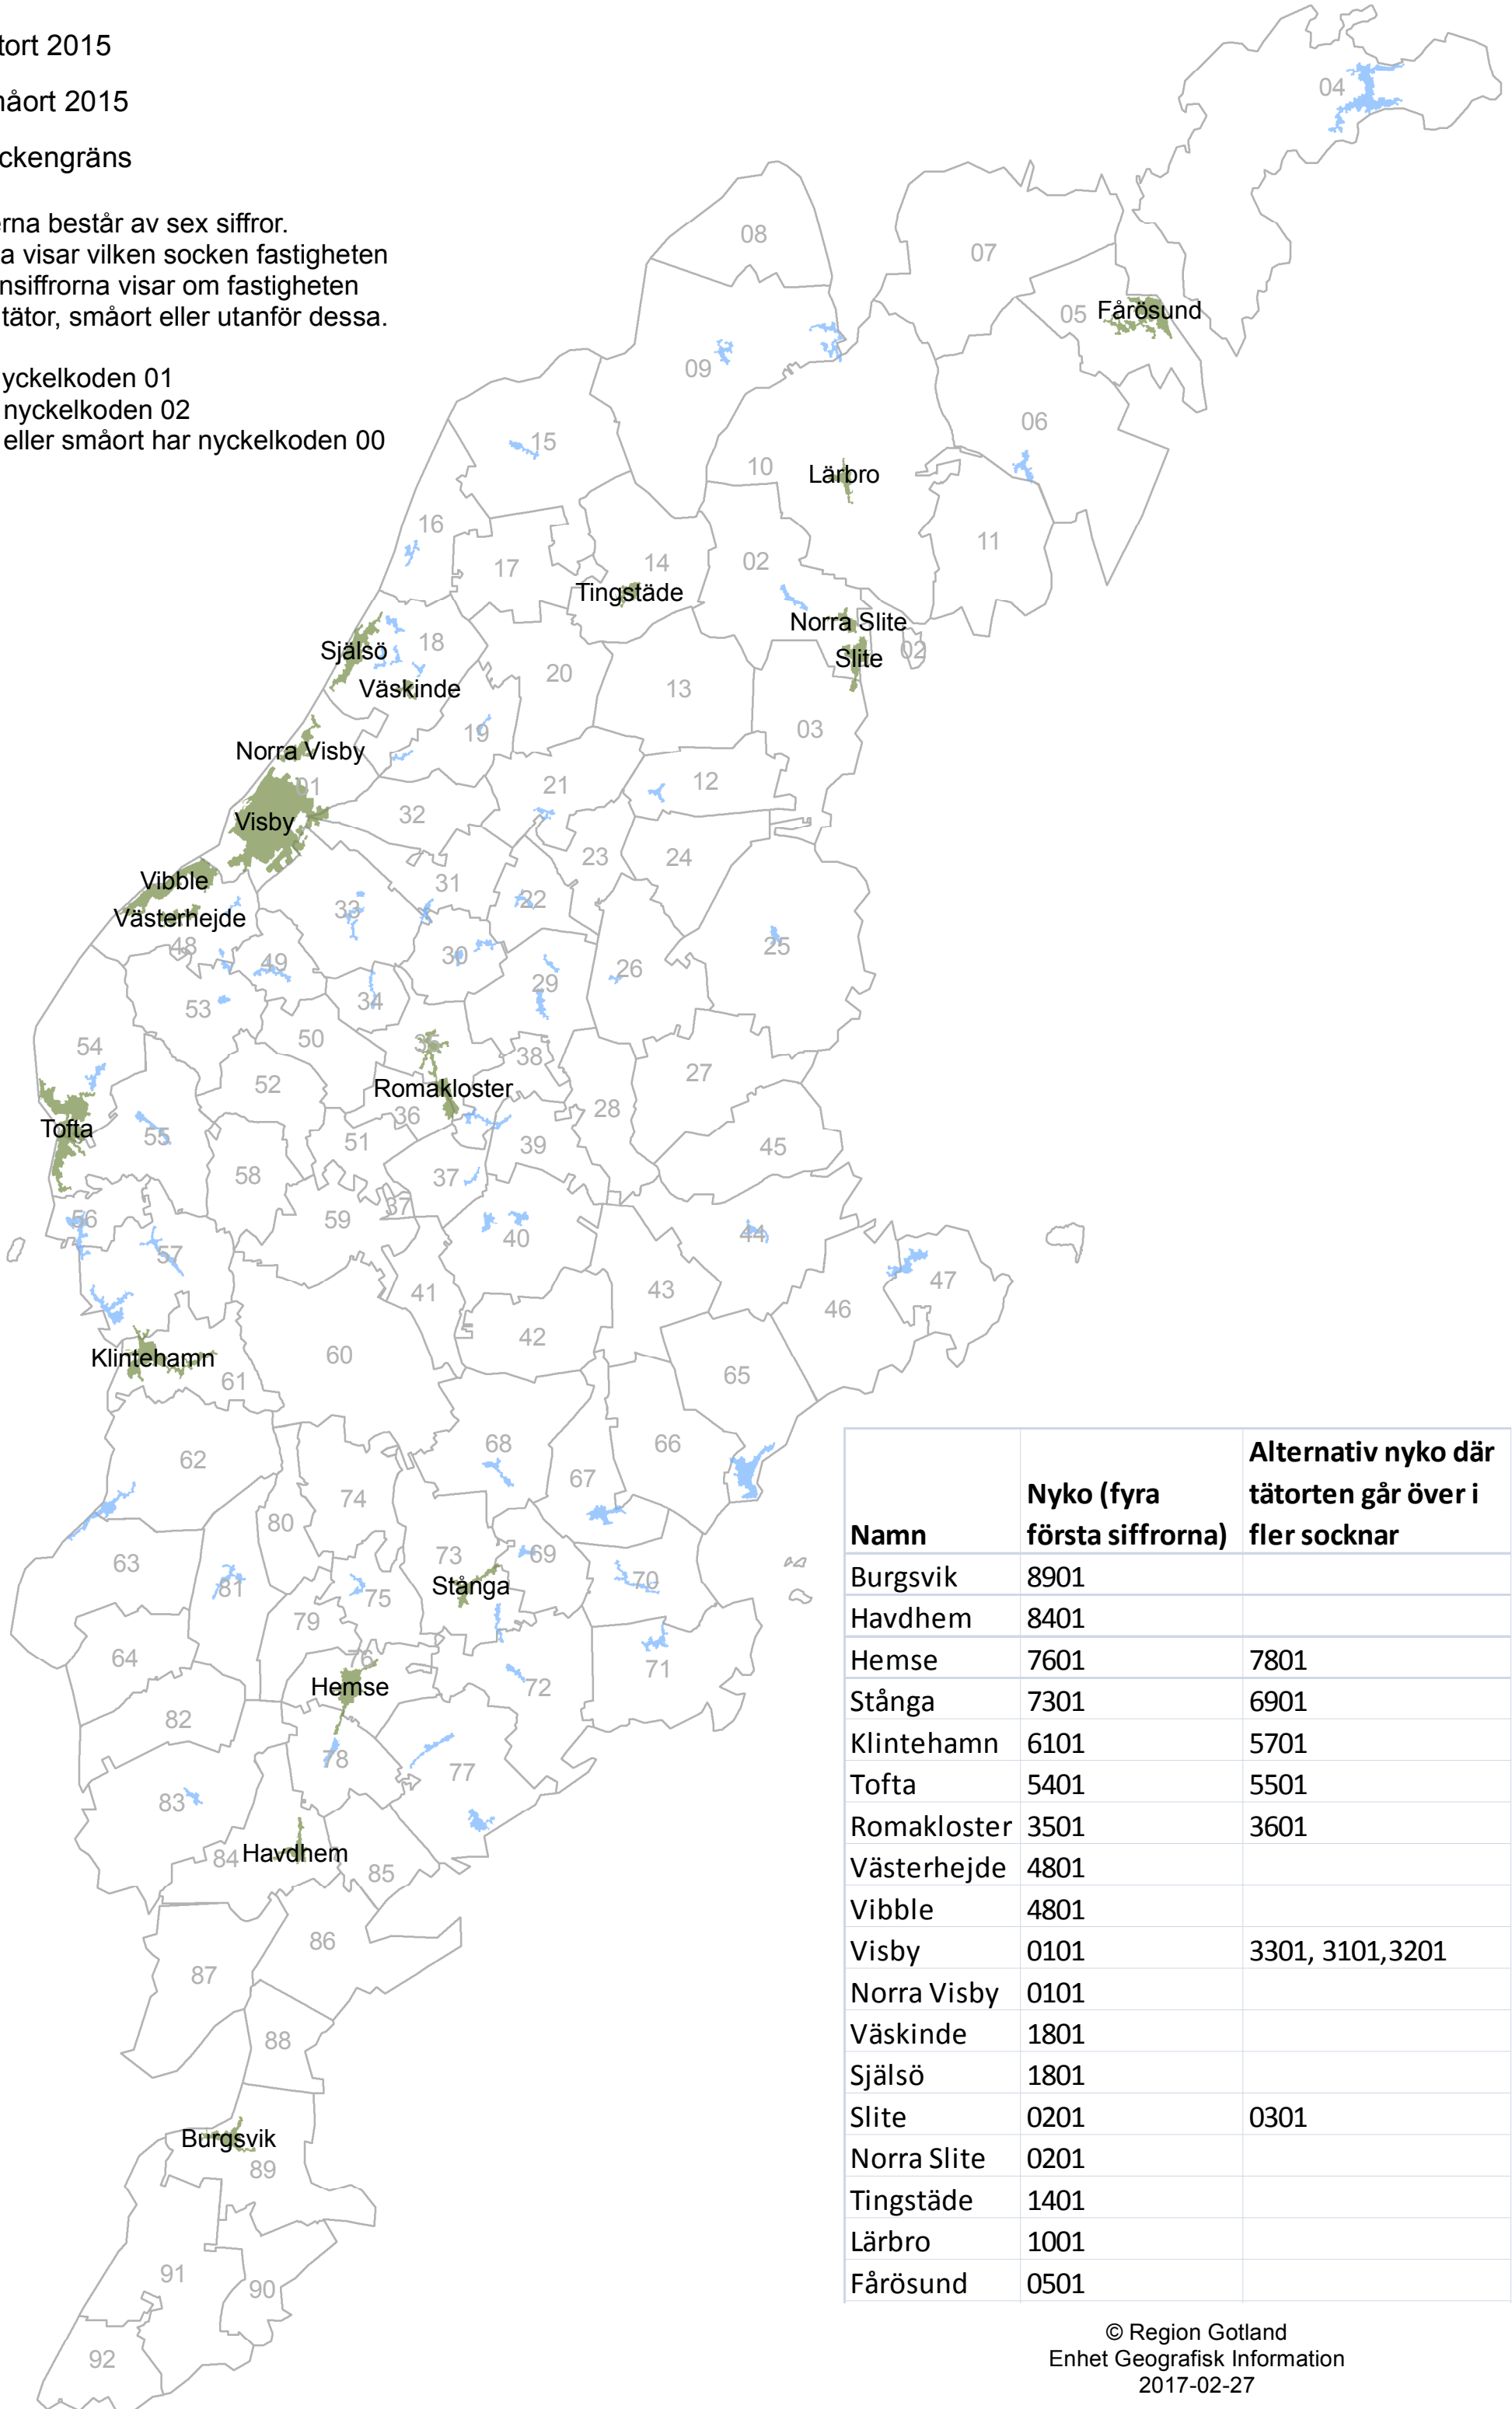 tort 2015
åort 2015
ckengräns
erna består av sex siffror.
a visar vilken socken fastigheten
nsiffrorna visar om fastigheten
tätor, småort eller utanför dessa.
yckelkoden 01
nyckelkoden 02
eller småort har nyckelkoden 00
04
08
07
05 Fårösund
09
06
15
10
Lärbro
16
11
17
14
02
Tingstäde
Norra Slite
Själsö
18
Slite
02
Väskinde
20
13
19
03
Norra Visby
01
21
12
32
Visby
23
24
31
Vibble
22
33
Västerhejde
48
49
30
25
26
29
34
53
50
54
35
38
52
27
Romakloster
36
28
Tofta
55
51
39
45
58
37
37
56
59
40
44
57
47
41
43
46
42
Klintehamn
60
61
65
62
68
66
67
74
80
63
73
69
81
Stånga
70
75
79
64
76
71
Hemse
72
82
78
77
83
84
Havdhem
85
86
87
88
Burgsvik
89
91
90
92
Namn Nyko (fyra första siffrorna) Alternativ nyko där tätorten går över i fler socknar
Burgsvik 8901
Havdhem 8401
Hemse 7601 7801
Stånga 7301 6901
Klintehamn 6101 5701
Tofta 5401 5501
Romakloster 3501 3601
Västerhejde 4801
Vibble 4801
Visby 0101 3301, 3101,3201
Norra Visby 0101
Väskinde 1801
Själsö 1801
Slite 0201 0301
Norra Slite 0201
Tingstäde 1401
Lärbro 1001
Fårösund 0501
© Region Gotland
Enhet Geografisk Information
2017-02-27